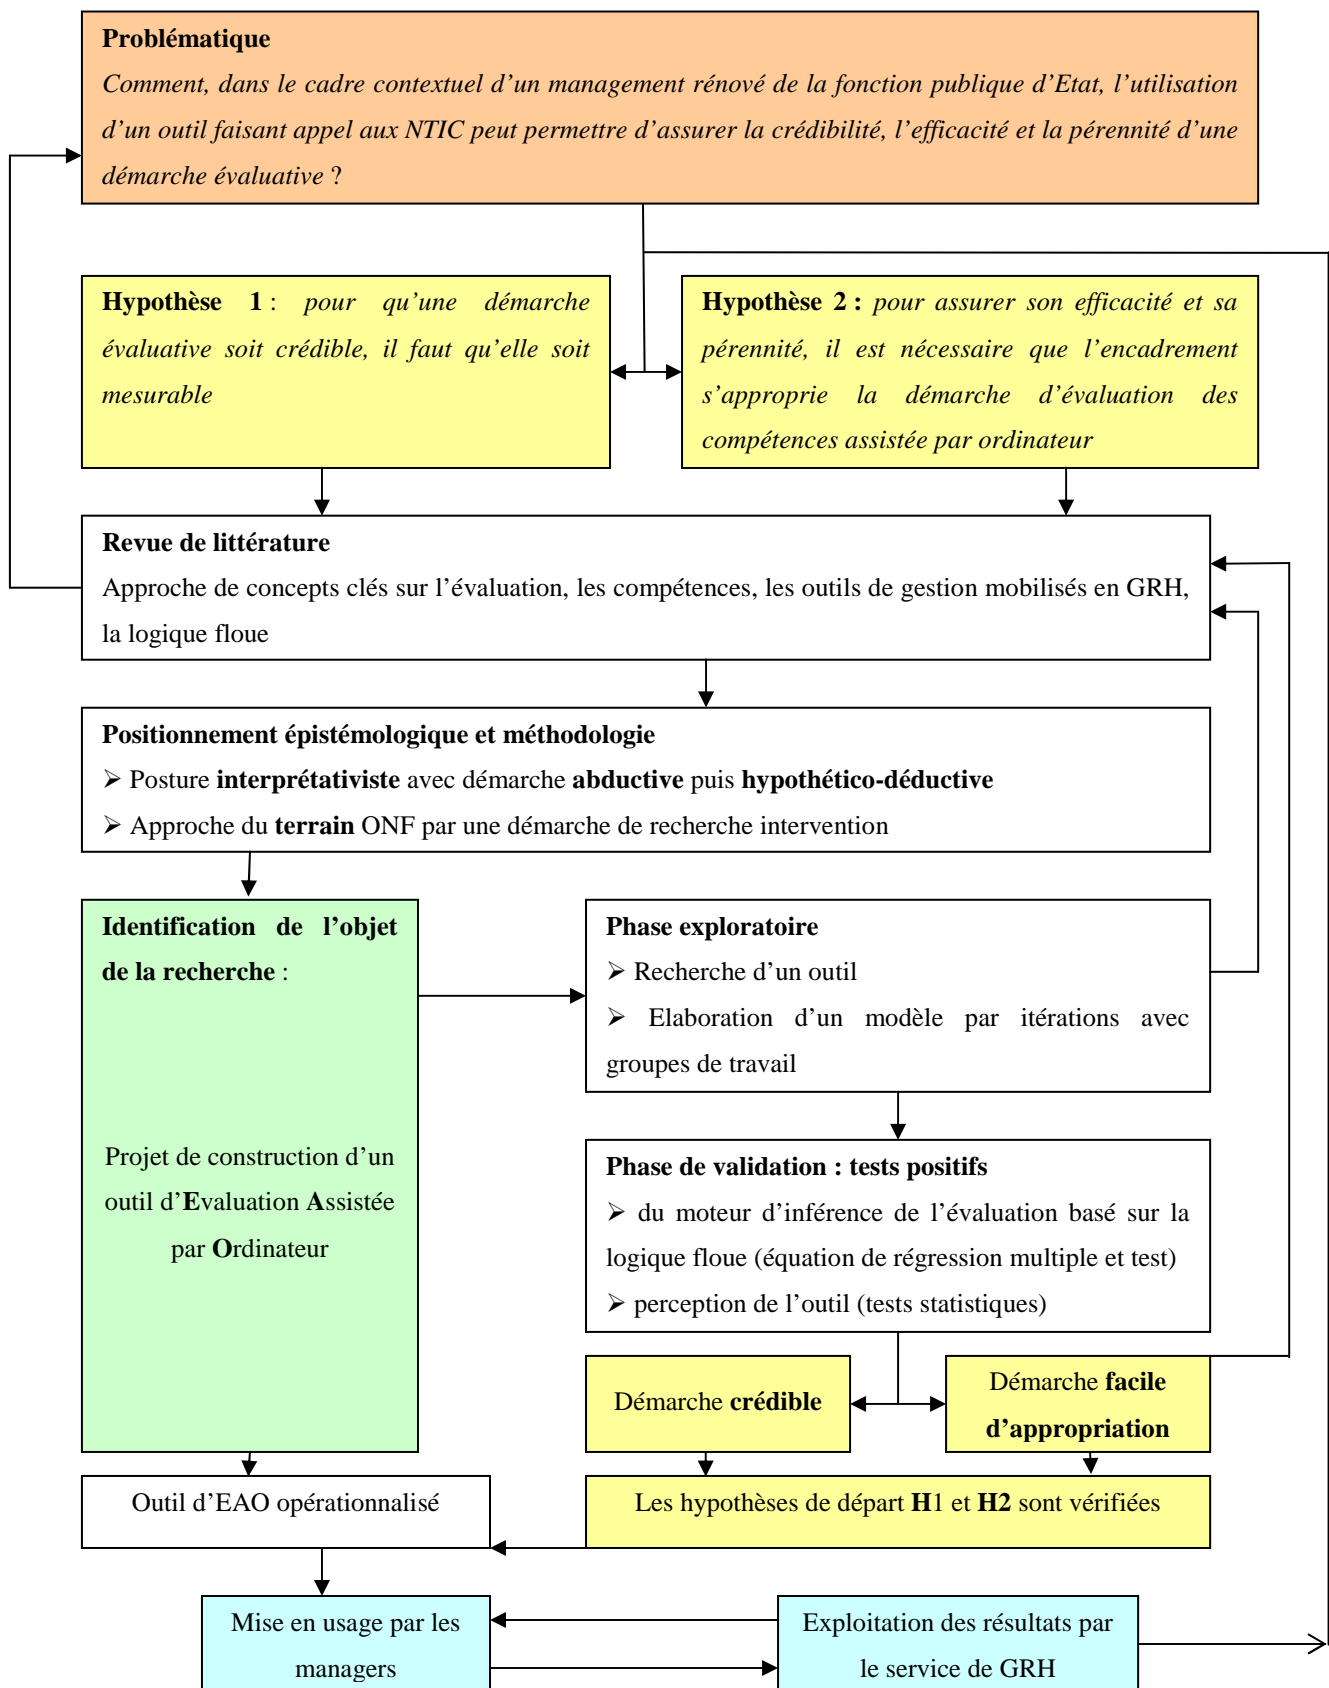 Problématique
Comment, dans le cadre contextuel d’un management rénové de la fonction publique d’Etat, l’utilisation
d’un outil faisant appel aux NTIC peut permettre d’assurer la crédibilité, l’efficacité et la pérennité d’une
démarche évaluative ?
Hypothèse 1 : pour qu’une démarche
évaluative soit crédible, il faut qu’elle soit
mesurable
Hypothèse 2 : pour assurer son efficacité et sa
pérennité, il est nécessaire que l’encadrement
s’approprie la démarche d’évaluation des
compétences assistée par ordinateur
Revue de littérature
Approche de concepts clés sur l’évaluation, les compétences, les outils de gestion mobilisés en GRH,
la logique floue
Positionnement épistémologique et méthodologie
➢ Posture interprétativiste avec démarche abductive puis hypothético-déductive
➢ Approche du terrain ONF par une démarche de recherche intervention
Identification de l’objet
de la recherche :
Projet de construction d’un
outil d’Evaluation Assistée
par Ordinateur
Phase exploratoire
➢ Recherche d’un outil
➢ Elaboration d’un modèle par itérations avec
groupes de travail
Phase de validation : tests positifs
➢ du moteur d’inférence de l’évaluation basé sur la
logique floue (équation de régression multiple et test)
➢ perception de l’outil (tests statistiques)
Démarche crédible
Démarche facile
d’appropriation
Outil d’EAO opérationnalisé
Les hypothèses de départ H1 et H2 sont vérifiées
Mise en usage par les
managers
Exploitation des résultats par
le service de GRH